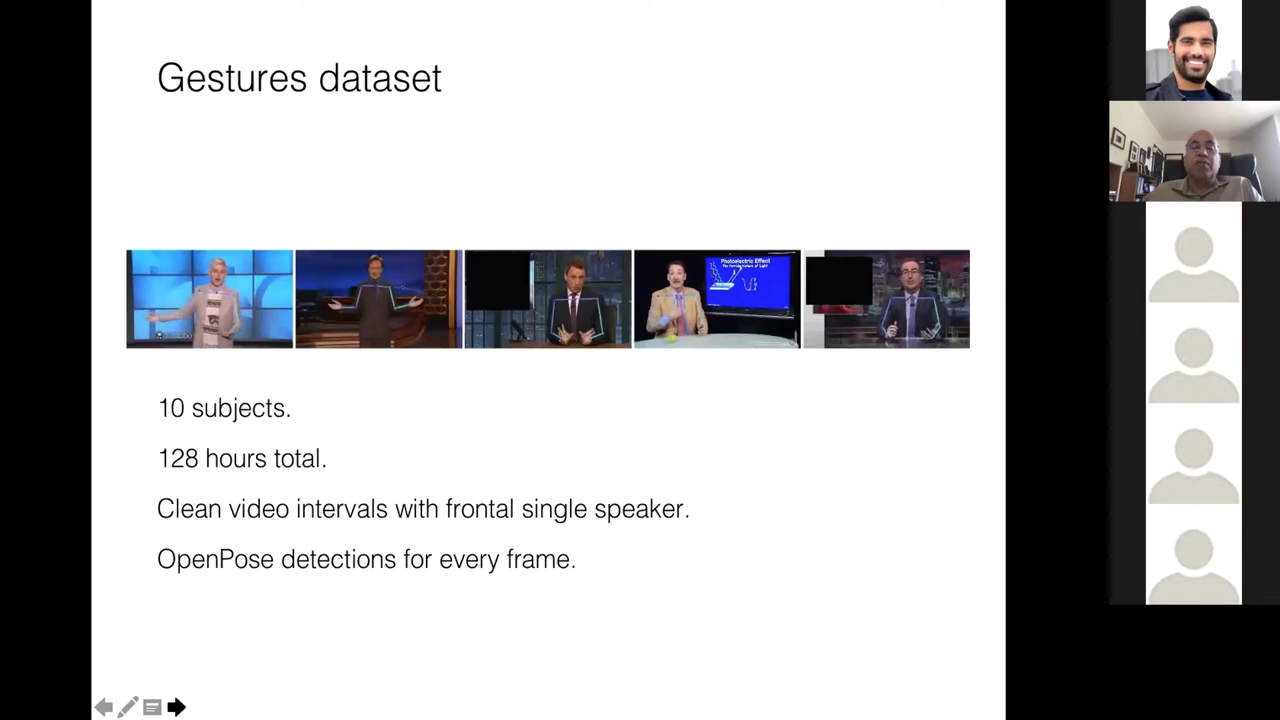 Gestures dataset
Photoelectric Effect
10 subjects.
128 hours total.
Clean video intervals with frontal single speaker.
OpenPose detections for every frame.